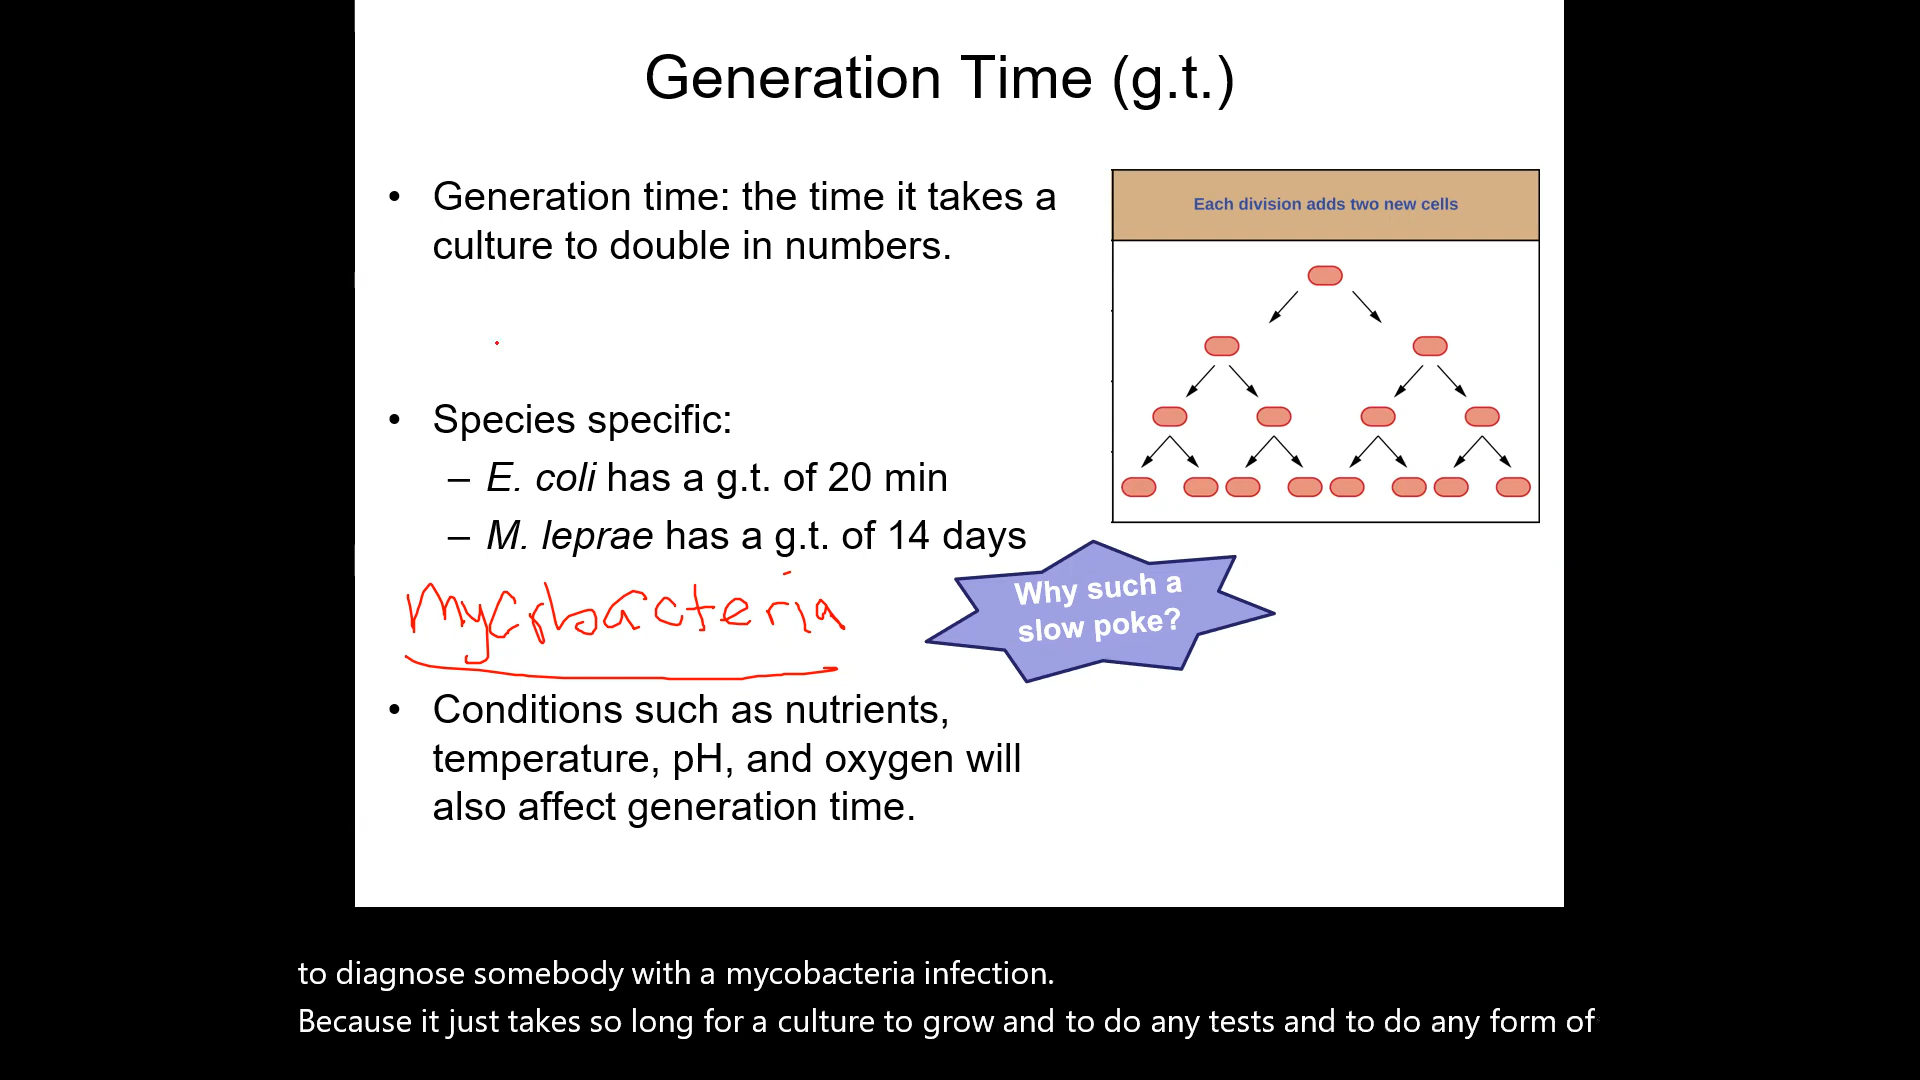 Generation Time (g.t.)
• Generation time: the time it takes a
culture to double in numbers.
Each division adds two new cells
• Species specific:
– E. coli has a g.t. of 20 min
– M. leprae has a g.t. of 14 days
Mycobacteria
Why such a
slow poke?
• Conditions such as nutrients,
temperature, pH, and oxygen will
also affect generation time.
to diagnose somebody with a mycobacteria infection.
Because it just takes so long for a culture to grow and to do any tests and to do any form of